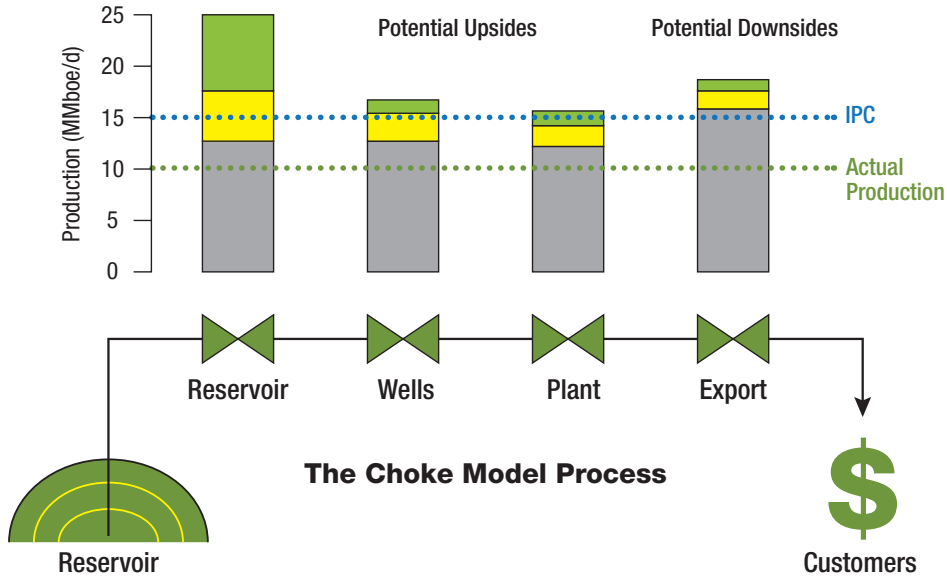 Production (MMboe/d)
25
20
15
10
5
0
Potential Upsides
Potential Downsides
IPC
Actual
Production
Reservoir
Wells
Plant
Export
The Choke Model Process
$
Reservoir
Customers